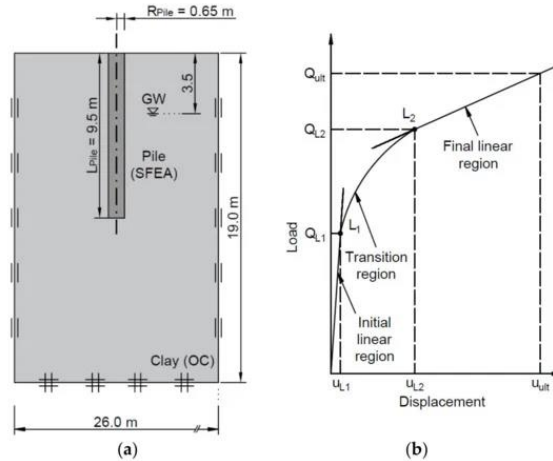 R_Pile = 0.65 m
L_Pile = 9.5 m
3.5
GW
Pile
(SFEA)
19.0 m
Clay (OC)
26.0 m
(a)
Q_ult
Q_L2
Q_L1
L_2
L_1
Load
Final linear
region
Transition
region
Initial
linear
region
u_L1
u_L2
u_ult
Displacement
(b)